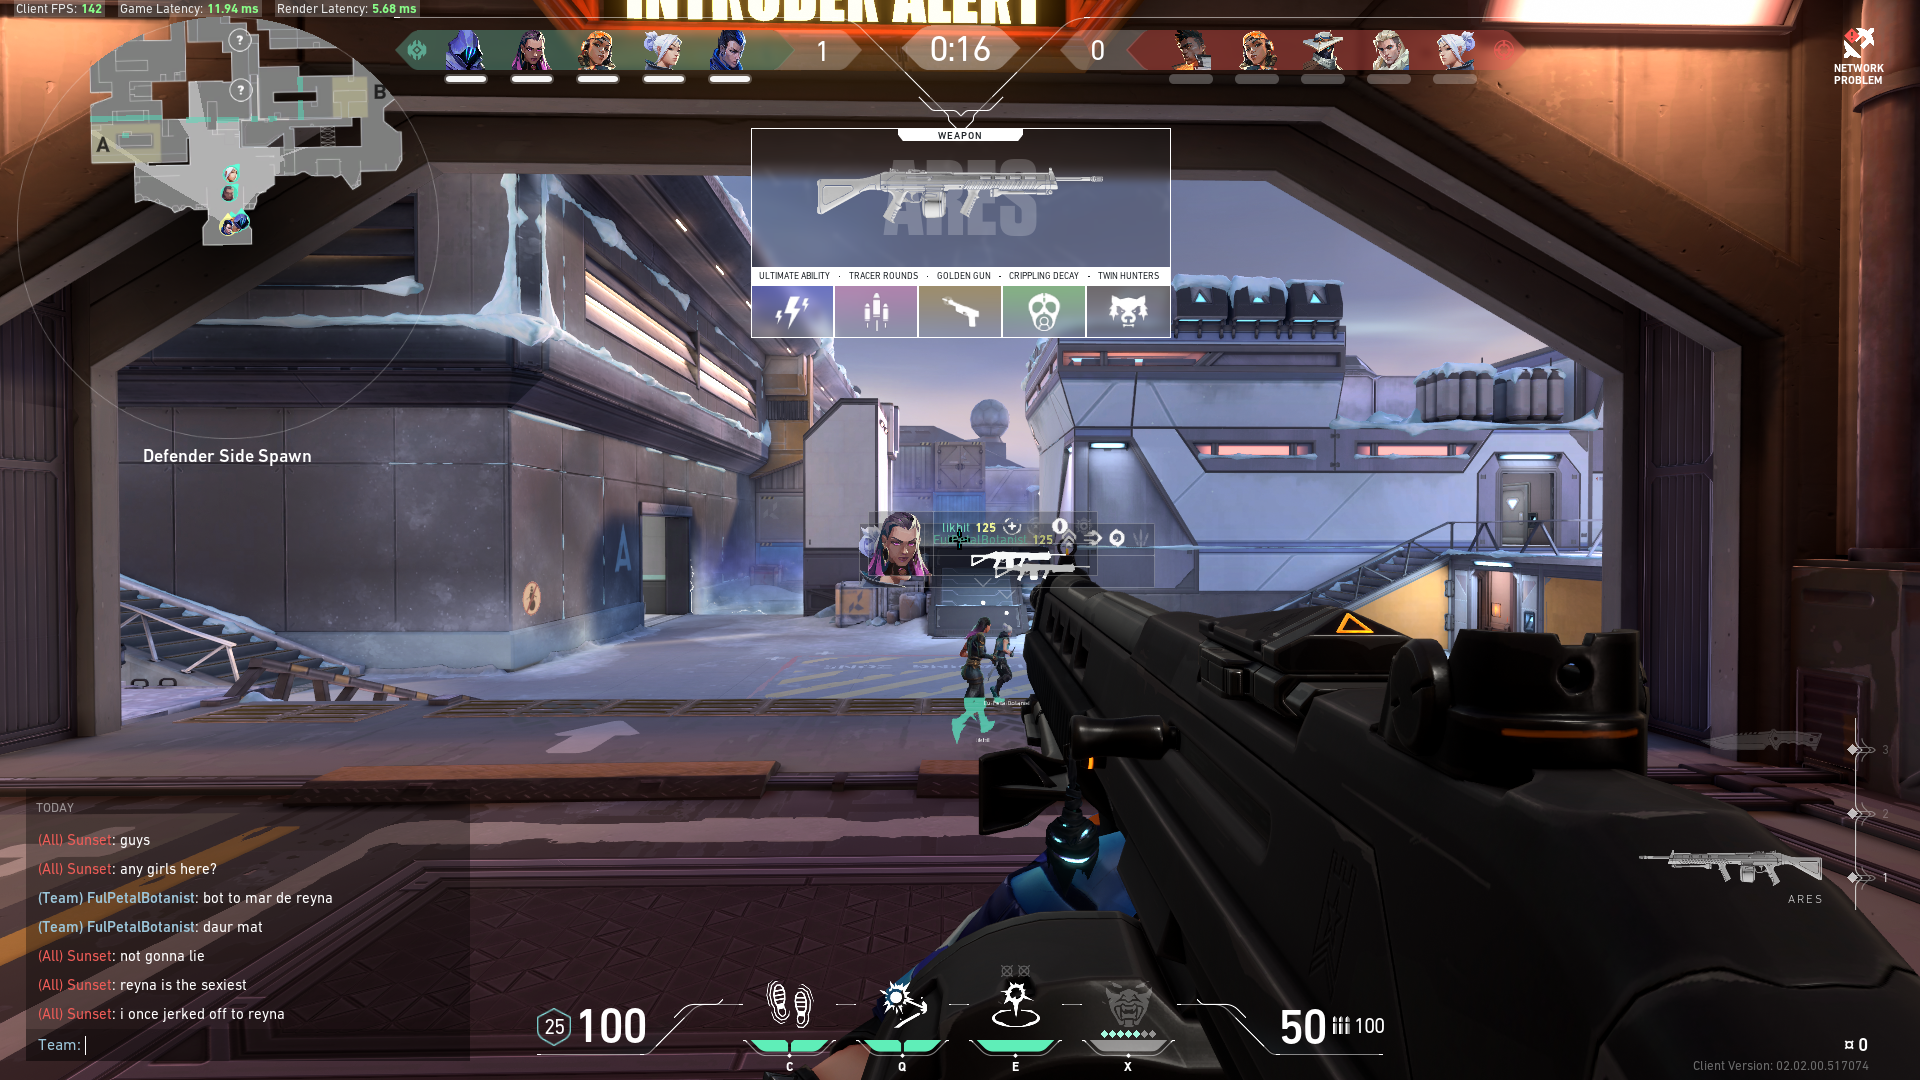 Client FPS: 142 Game Latency: 11.94 ms Render Latency: 5.68 ms
INTRUDER ALERT
1 0:16 0
NETWORK
PROBLEM
?
?
B
A
WEAPON
ARES
ULTIMATE ABILITY · TRACER ROUNDS · GOLDEN GUN · CRIPPLING DECAY · TWIN HUNTERS
Defender Side Spawn
likhit 125
FulPetalBotanist 125
A
FulPetalBotanist
likhit
TODAY
(All) Sunset: guys
(All) Sunset: any girls here?
(Team) FulPetalBotanist: bot to mar de reyna
(Team) FulPetalBotanist: daur mat
(All) Sunset: not gonna lie
(All) Sunset: reyna is the sexiest
(All) Sunset: i once jerked off to reyna
Team:
3
2
1
ARES
25 100
C Q E X
50 100
¤ 0
Client Version: 02.02.00.517074